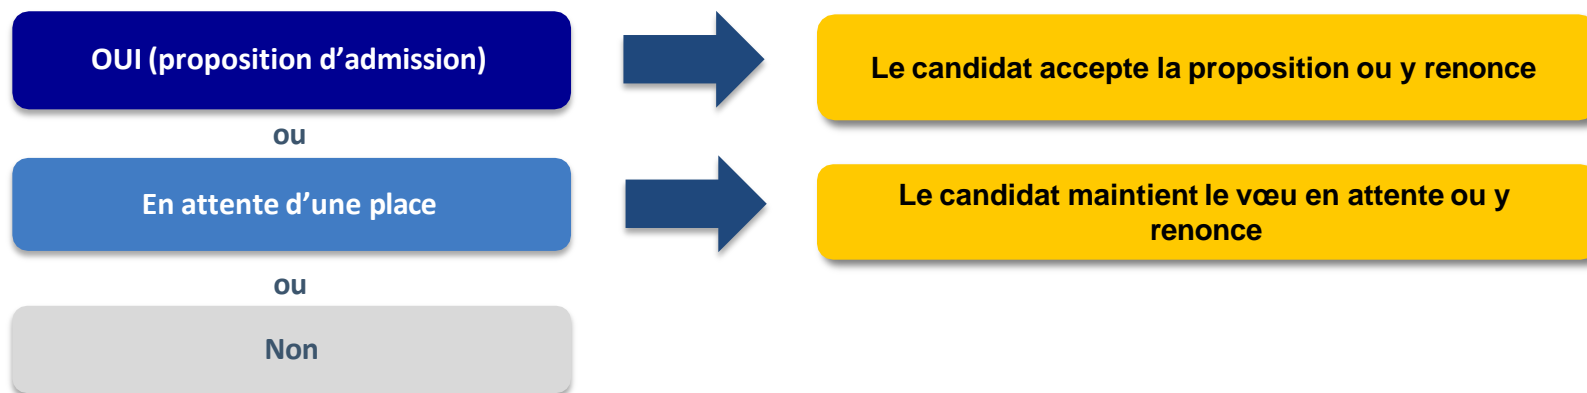 OUI (proposition d’admission)
Le candidat accepte la proposition ou y renonce
ou
En attente d’une place
Le candidat maintient le vœu en attente ou y
renonce
ou
Non